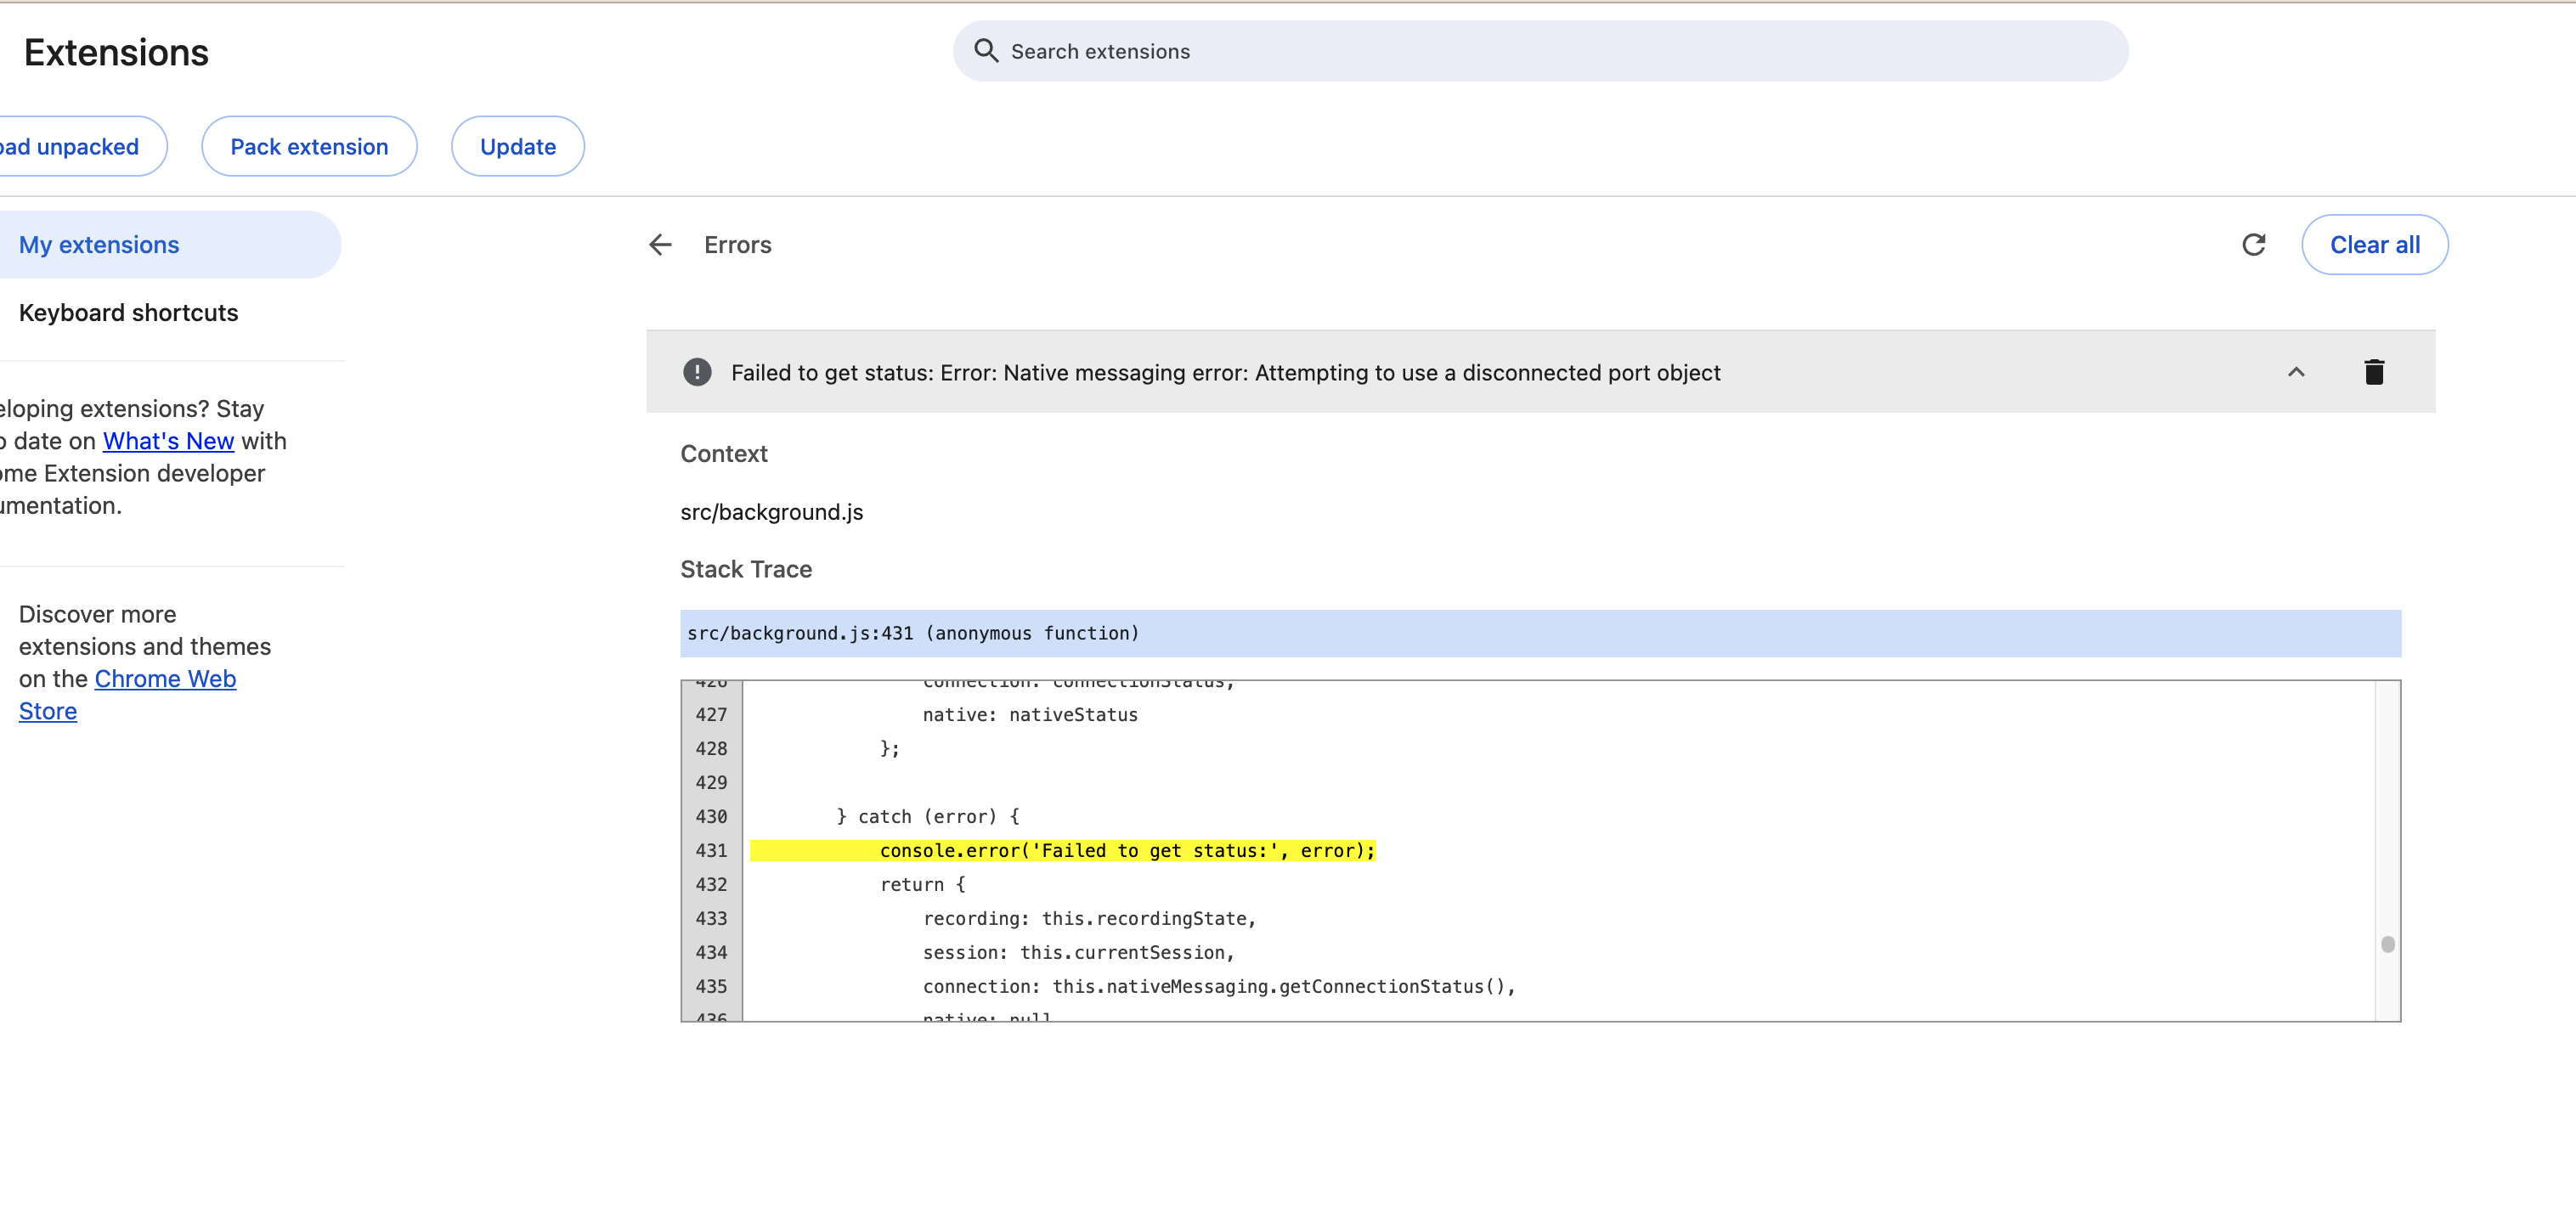 Extensions
Search extensions
ad unpacked
Pack extension
Update
My extensions
Keyboard shortcuts
eloping extensions? Stay
date on What's New with
ome Extension developer
umentation.
Discover more
extensions and themes
on the Chrome Web
Store
Errors
Clear all
Failed to get status: Error: Native messaging error: Attempting to use a disconnected port object
Context
src/background.js
Stack Trace
src/background.js:431 (anonymous function)
426 connection: connectionStatus,
427 native: nativeStatus
428 };
429
430 } catch (error) {
431 console.error('Failed to get status:', error);
432 return {
433 recording: this.recordingState,
434 session: this.currentSession,
435 connection: this.nativeMessaging.getConnectionStatus(),
436 native: null